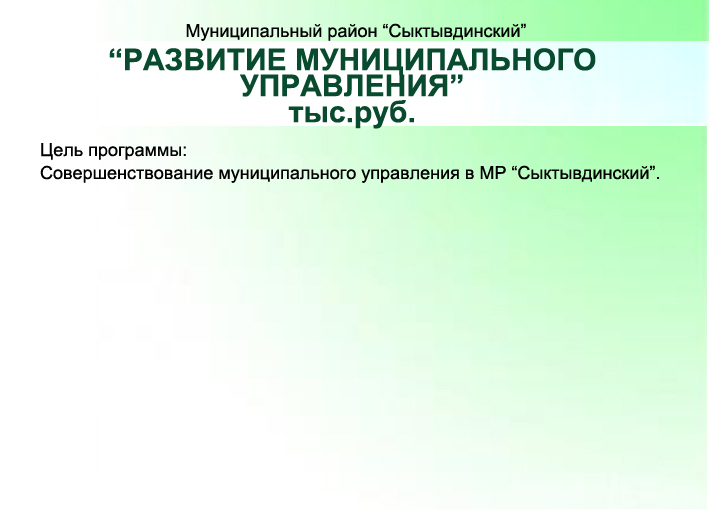 Муниципальный район “Сыктывдинский”
“РАЗВИТИЕ МУНИЦИПАЛЬНОГО
УПРАВЛЕНИЯ”
тыс.руб.
Цель программы:
Совершенствование муниципального управления в МР “Сыктывдинский”.